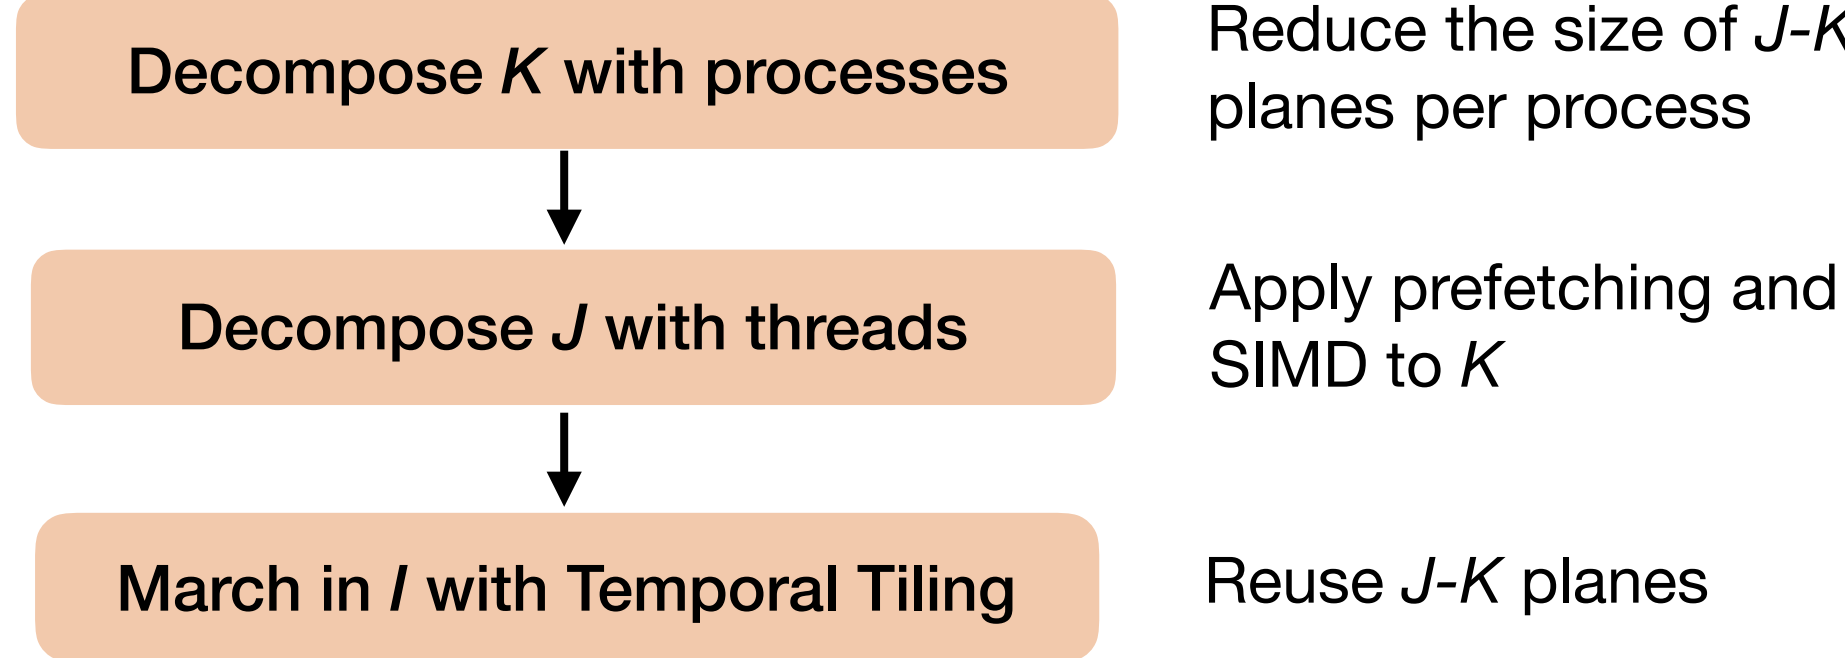 Decompose K with processes
Reduce the size of J-K
planes per process
Decompose J with threads
Apply prefetching and
SIMD to K
March in I with Temporal Tiling
Reuse J-K planes